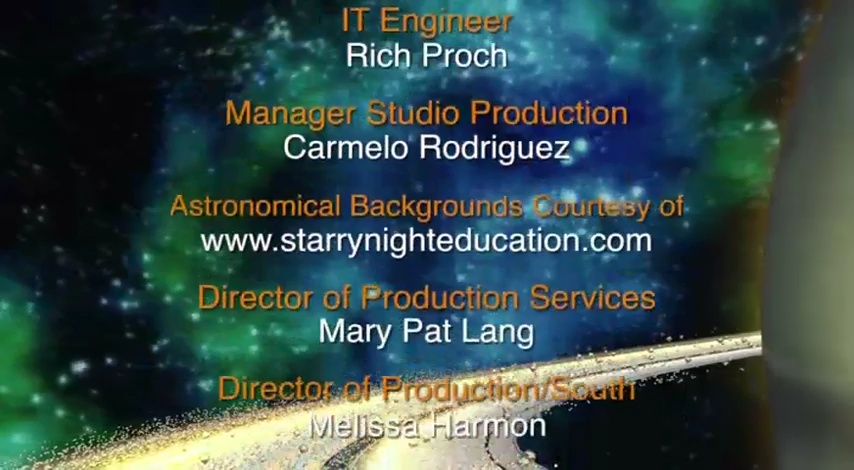 IT Engineer
Rich Proch
Manager Studio Production
Carmelo Rodriguez
Astronomical Backgrounds Courtesy of
www.starrynighteducation.com
Director of Production Services
Mary Pat Lang
Director of Production/South
Melissa Harmon